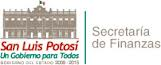 San Luis Potosí
Un Gobierno para Todos
GOBIERNO DEL ESTADO 2009-2015
Secretaría
de Finanzas